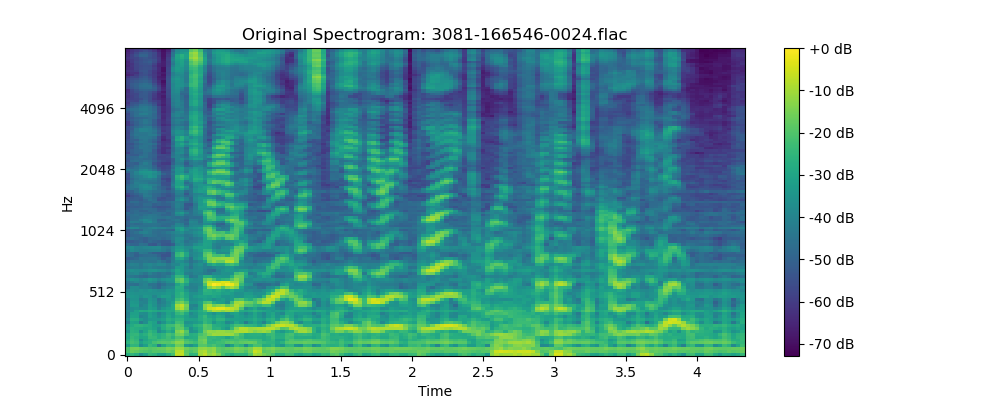 Original Spectrogram: 3081-166546-0024.flac
Hz
4096
2048
1024
512
0
0 0.5 1 1.5 2 2.5 3 3.5 4
Time
+0 dB
-10 dB
-20 dB
-30 dB
-40 dB
-50 dB
-60 dB
-70 dB